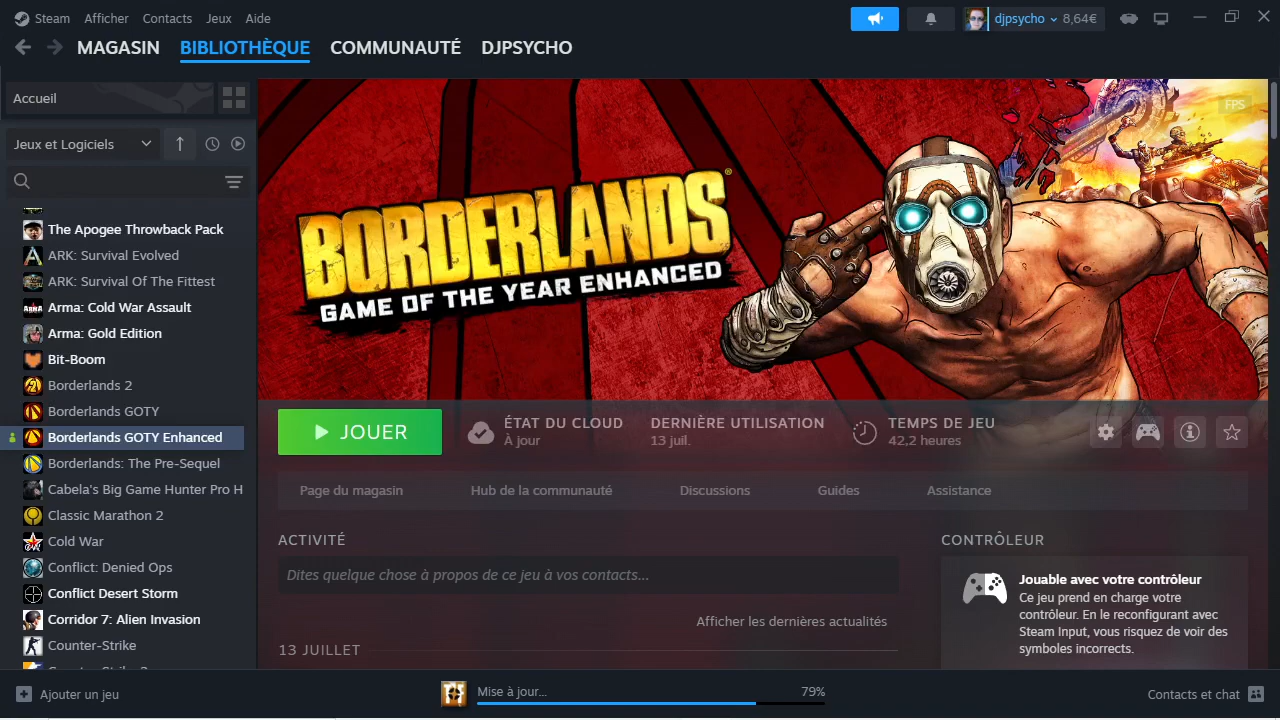 Steam Afficher Contacts Jeux Aide
djpsycho 8,64€
MAGASIN BIBLIOTHÈQUE COMMUNAUTÉ DJPSYCHO
Accueil
Jeux et Logiciels
The Apogee Throwback Pack
ARK: Survival Evolved
ARK: Survival Of The Fittest
Arma: Cold War Assault
Arma: Gold Edition
Bit-Boom
Borderlands 2
Borderlands GOTY
Borderlands GOTY Enhanced
Borderlands: The Pre-Sequel
Cabela's Big Game Hunter Pro H
Classic Marathon 2
Cold War
Conflict: Denied Ops
Conflict Desert Storm
Corridor 7: Alien Invasion
Counter-Strike
FPS
BORDERLANDS®
GAME OF THE YEAR ENHANCED
JOUER
ÉTAT DU CLOUD
À jour
DERNIÈRE UTILISATION
13 juil.
TEMPS DE JEU
42,2 heures
Page du magasin Hub de la communauté Discussions Guides Assistance
ACTIVITÉ
Dites quelque chose à propos de ce jeu à vos contacts...
Afficher les dernières actualités
13 JUILLET
CONTRÔLEUR
Jouable avec votre contrôleur
Ce jeu prend en charge votre
contrôleur. En le reconfigurant avec
Steam Input, vous risquez de voir des
symboles incorrects.
Ajouter un jeu
Mise à jour... 79%
Contacts et chat